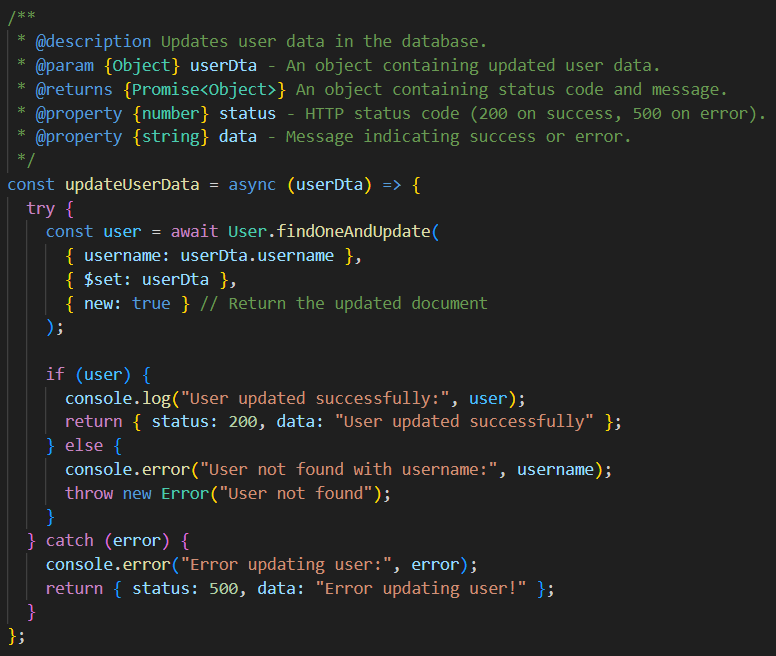 /**
 * @description Updates user data in the database.
 * @param {Object} userDta - An object containing updated user data.
 * @returns {Promise<Object>} An object containing status code and message.
 * @property {number} status - HTTP status code (200 on success, 500 on error).
 * @property {string} data - Message indicating success or error.
 */
const updateUserData = async (userDta) => {
  try {
    const user = await User.findOneAndUpdate(
      { username: userDta.username },
      { $set: userDta },
      { new: true } // Return the updated document
    );

    if (user) {
      console.log("User updated successfully:", user);
      return { status: 200, data: "User updated successfully" };
    } else {
      console.error("User not found with username:", username);
      throw new Error("User not found");
    }
  } catch (error) {
    console.error("Error updating user:", error);
    return { status: 500, data: "Error updating user!" };
  }
};